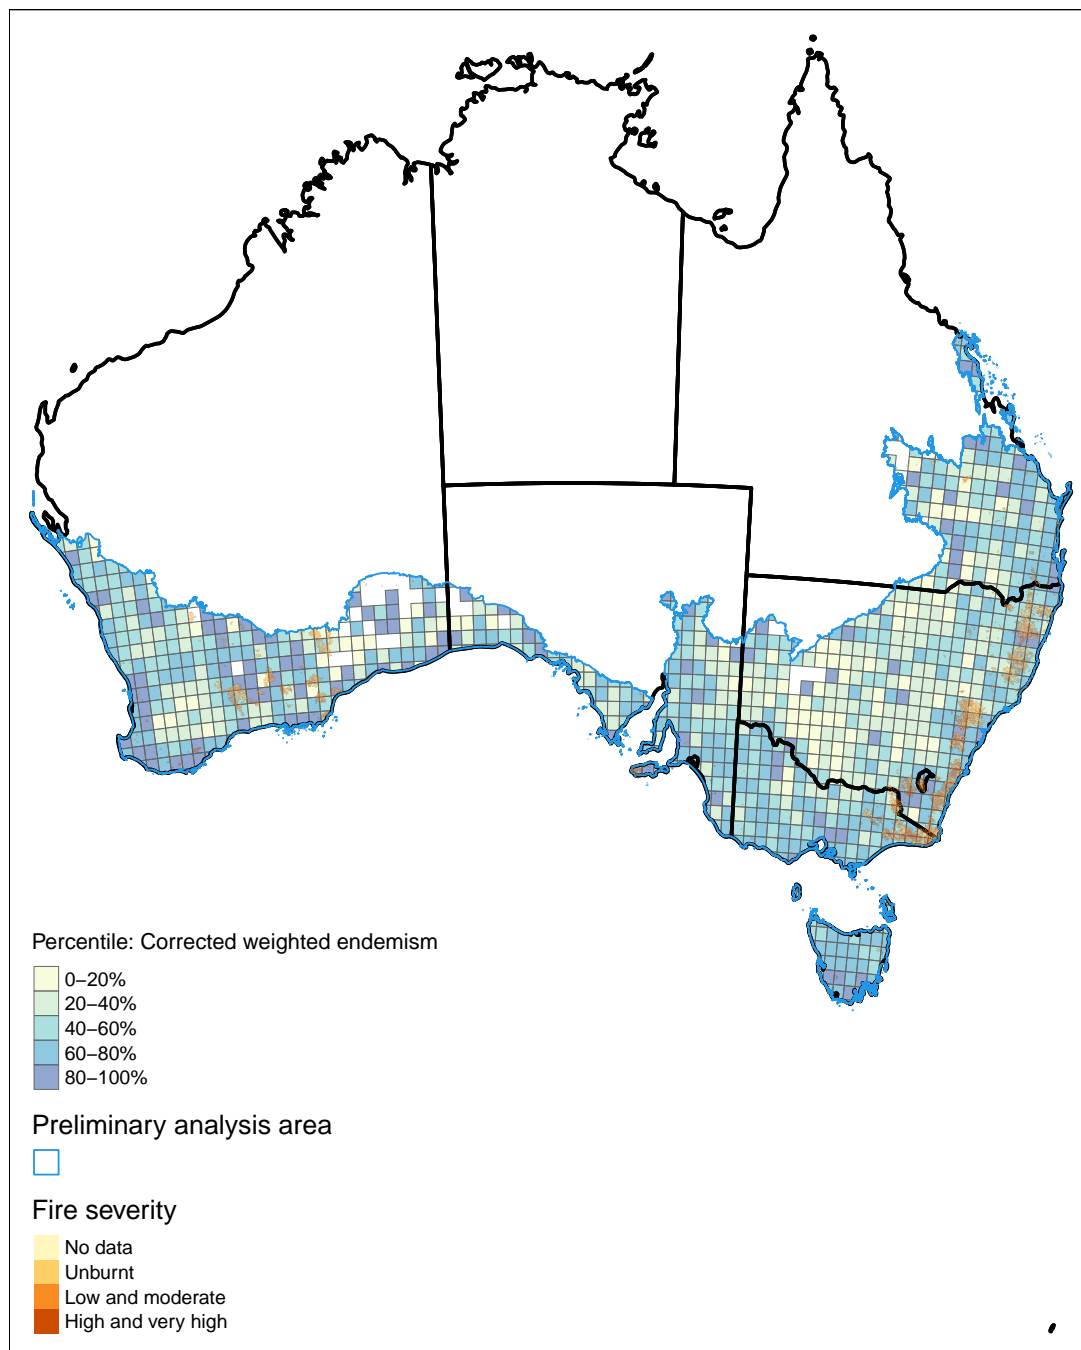 Percentile: Corrected weighted endemism
0−20%
20−40%
40−60%
60−80%
80−100%
Preliminary analysis area
Fire severity
No data
Unburnt
Low and moderate
High and very high